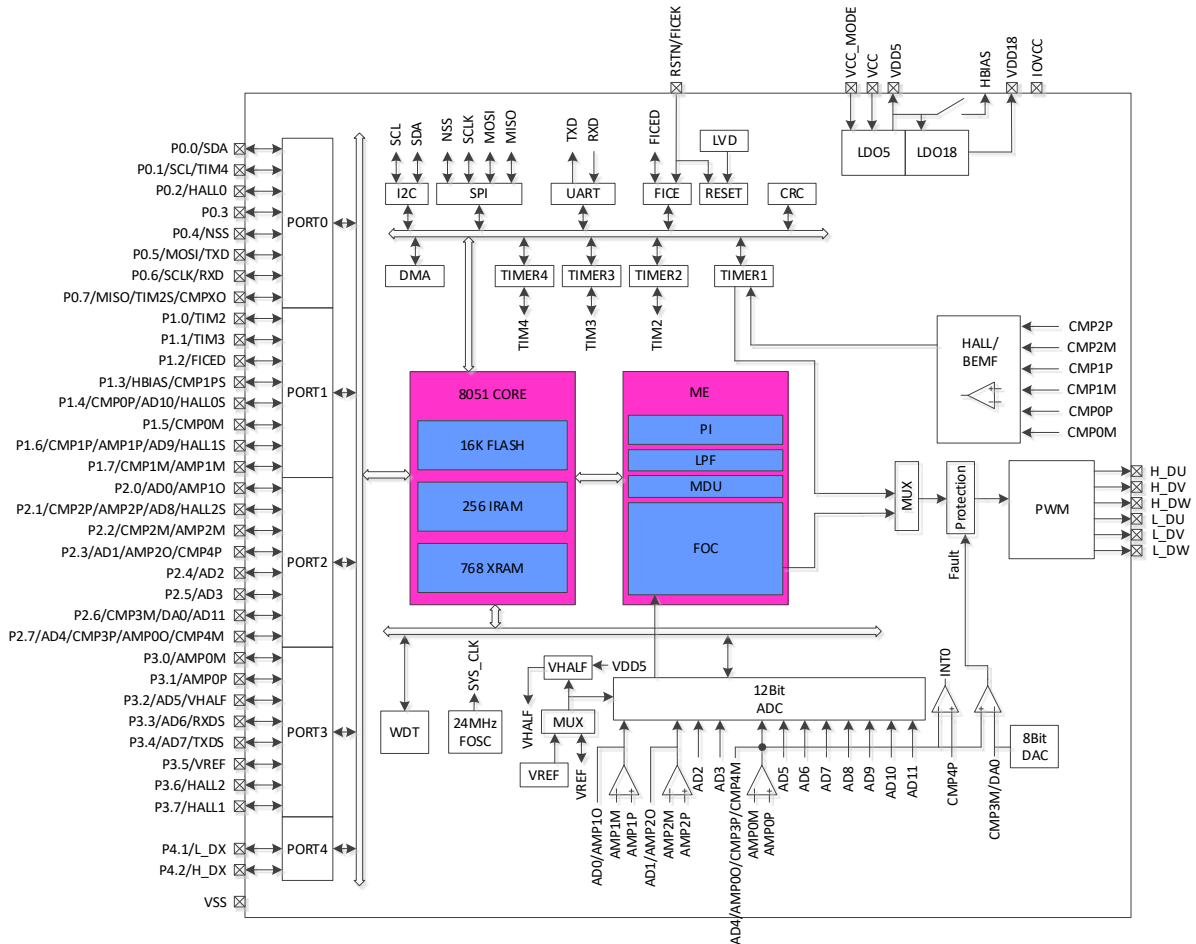 RSTN/FICEK
VCC_MODE
VCC
VDD5
HBIAS
VDD18
IOVCC
P0.0/SDA
P0.1/SCL/TIM4
P0.2/HALL0
P0.3
P0.4/NSS
P0.5/MOSI/TXD
P0.6/SCLK/RXD
P0.7/MISO/TIM2S/CMPXO
P1.0/TIM2
P1.1/TIM3
P1.2/FICED
P1.3/HBIAS/CMP1PS
P1.4/CMP0P/AD10/HALL0S
P1.5/CMP0M
P1.6/CMP1P/AMP1P/AD9/HALL1S
P1.7/CMP1M/AMP1M
P2.0/AD0/AMP1O
P2.1/CMP2P/AMP2P/AD8/HALL2S
P2.2/CMP2M/AMP2M
P2.3/AD1/AMP2O/CMP4P
P2.4/AD2
P2.5/AD3
P2.6/CMP3M/DA0/AD11
P2.7/AD4/CMP3P/AMP0O/CMP4M
P3.0/AMP0M
P3.1/AMP0P
P3.2/AD5/VHALF
P3.3/AD6/RXDS
P3.4/AD7/TXDS
P3.5/VREF
P3.6/HALL2
P3.7/HALL1
P4.1/L_DX
P4.2/H_DX
VSS
PORT0
PORT1
PORT2
PORT3
PORT4
SCL
SDA
NSS
SCLK
MOSI
MISO
TXD
RXD
FICED
LVD
I2C
SPI
UART
FICE
RESET
CRC
LDO5
LDO18
DMA
TIMER4
TIMER3
TIMER2
TIMER1
TIM4
TIM3
TIM2
8051 CORE
16K FLASH
256 IRAM
768 XRAM
ME
PI
LPF
MDU
FOC
HALL/
BEMF
CMP2P
CMP2M
CMP1P
CMP1M
CMP0P
CMP0M
MUX
Protection
Fault
PWM
H_DU
H_DV
H_DW
L_DU
L_DV
L_DW
WDT
SYS_CLK
24MHz
FOSC
VHALF
VDD5
VHALF
MUX
VREF
VREF
12Bit
ADC
AD0/AMP1O
AMP1M
AMP1P
AD1/AMP2O
AMP2M
AMP2P
AD2
AD3
AD4/AMP0O/CMP3P/CMP4M
AMP0M
AMP0P
AD5
AD6
AD7
AD8
AD9
AD10
AD11
INT0
CMP4P
CMP3M/DA0
8Bit
DAC